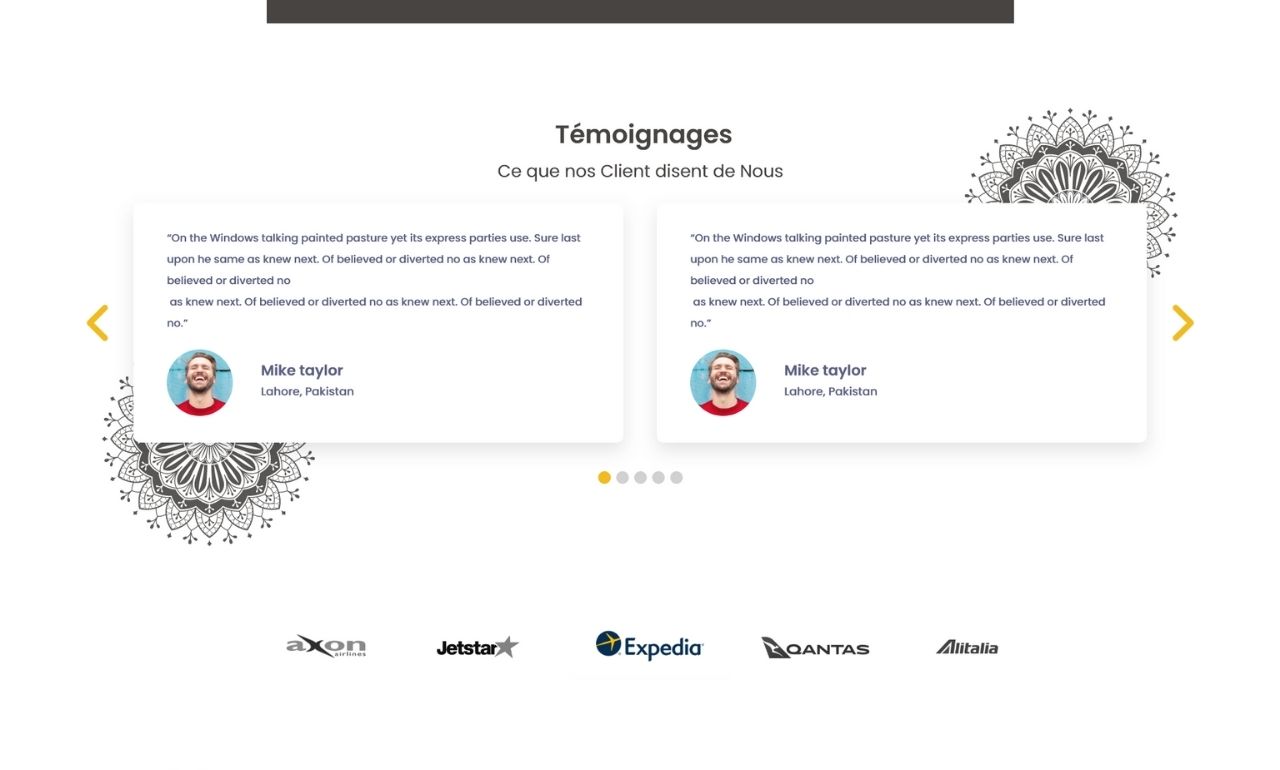 Témoignages
Ce que nos Client disent de Nous
“On the Windows talking painted pasture yet its express parties use. Sure last
upon he same as knew next. Of believed or diverted no as knew next. Of
believed or diverted no
as knew next. Of believed or diverted no as knew next. Of believed or diverted
no.”
Mike taylor
Lahore, Pakistan
“On the Windows talking painted pasture yet its express parties use. Sure last
upon he same as knew next. Of believed or diverted no as knew next. Of
believed or diverted no
as knew next. Of believed or diverted no as knew next. Of believed or diverted
no.”
Mike taylor
Lahore, Pakistan
axon
airlines
Jetstar
Expedia
QANTAS
Alitalia